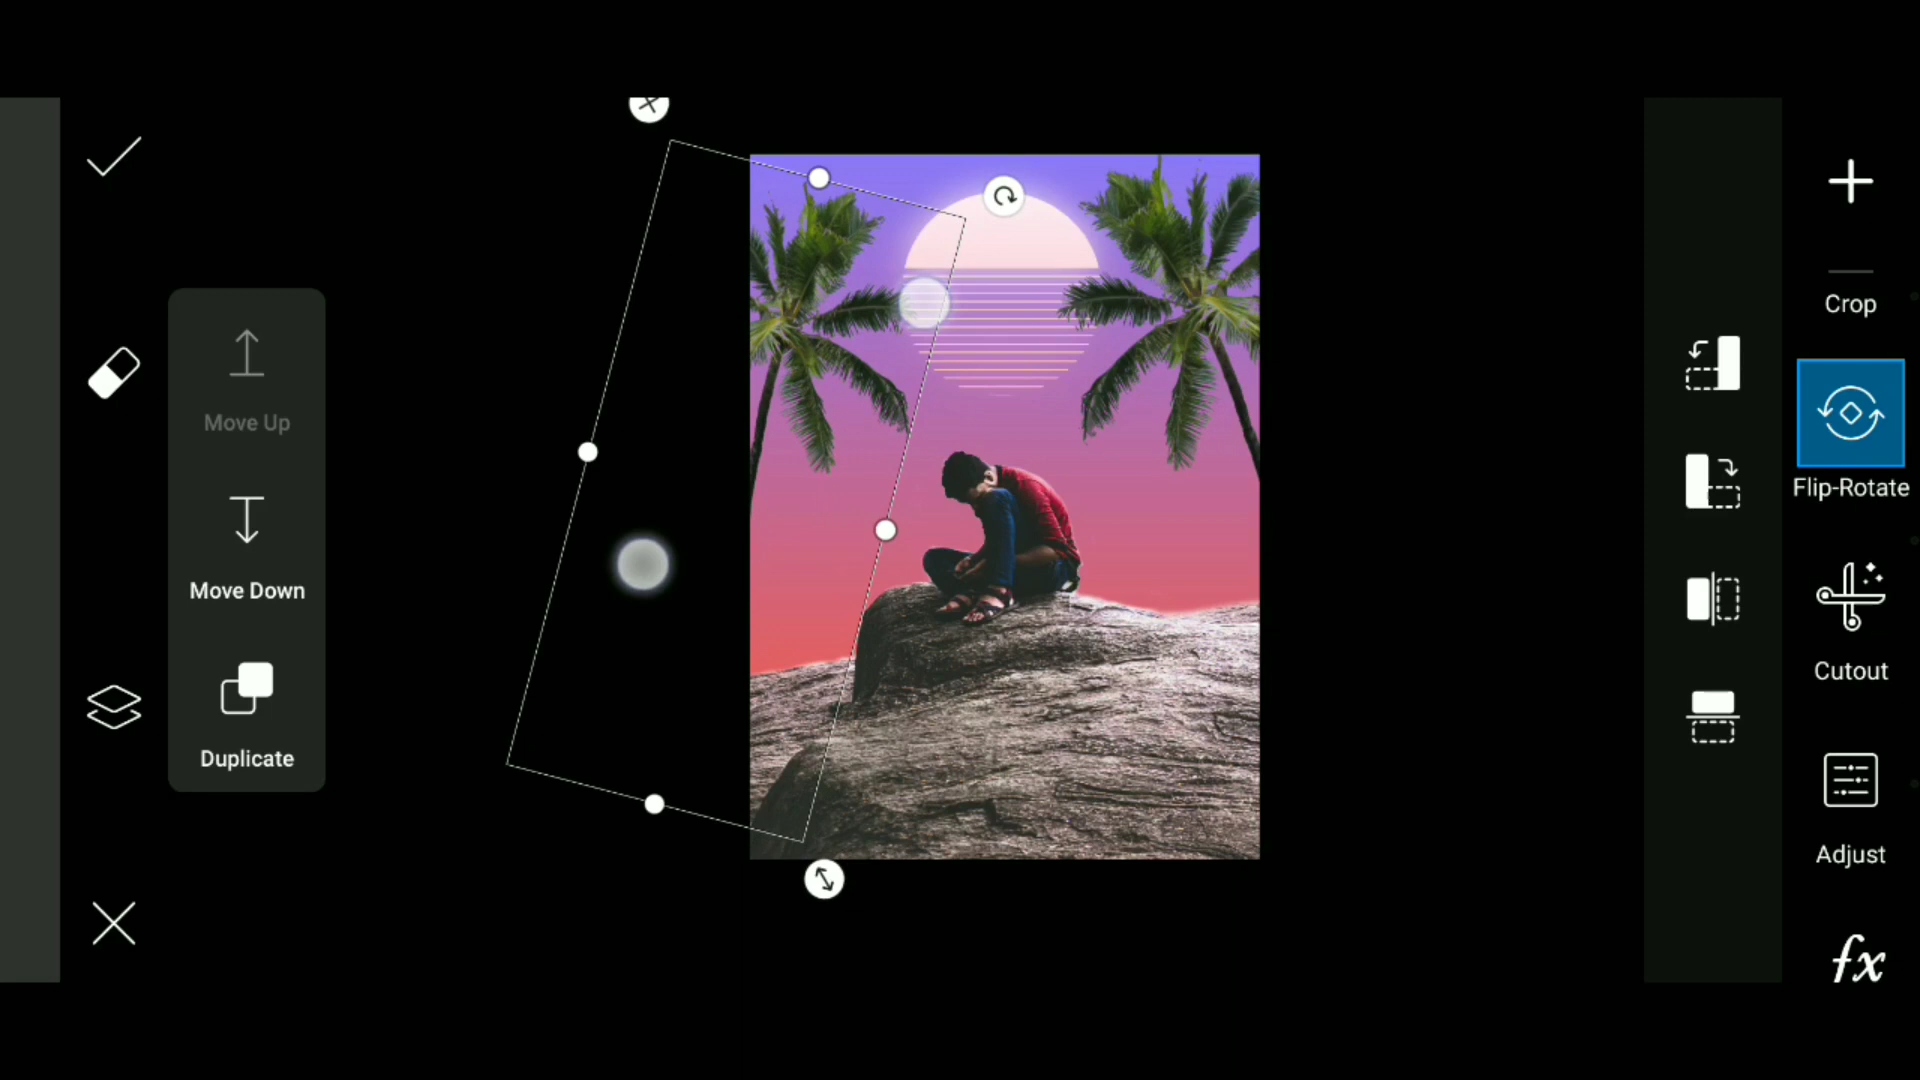 Move Up
Move Down
Duplicate
Crop
Flip-Rotate
Cutout
Adjust
fx